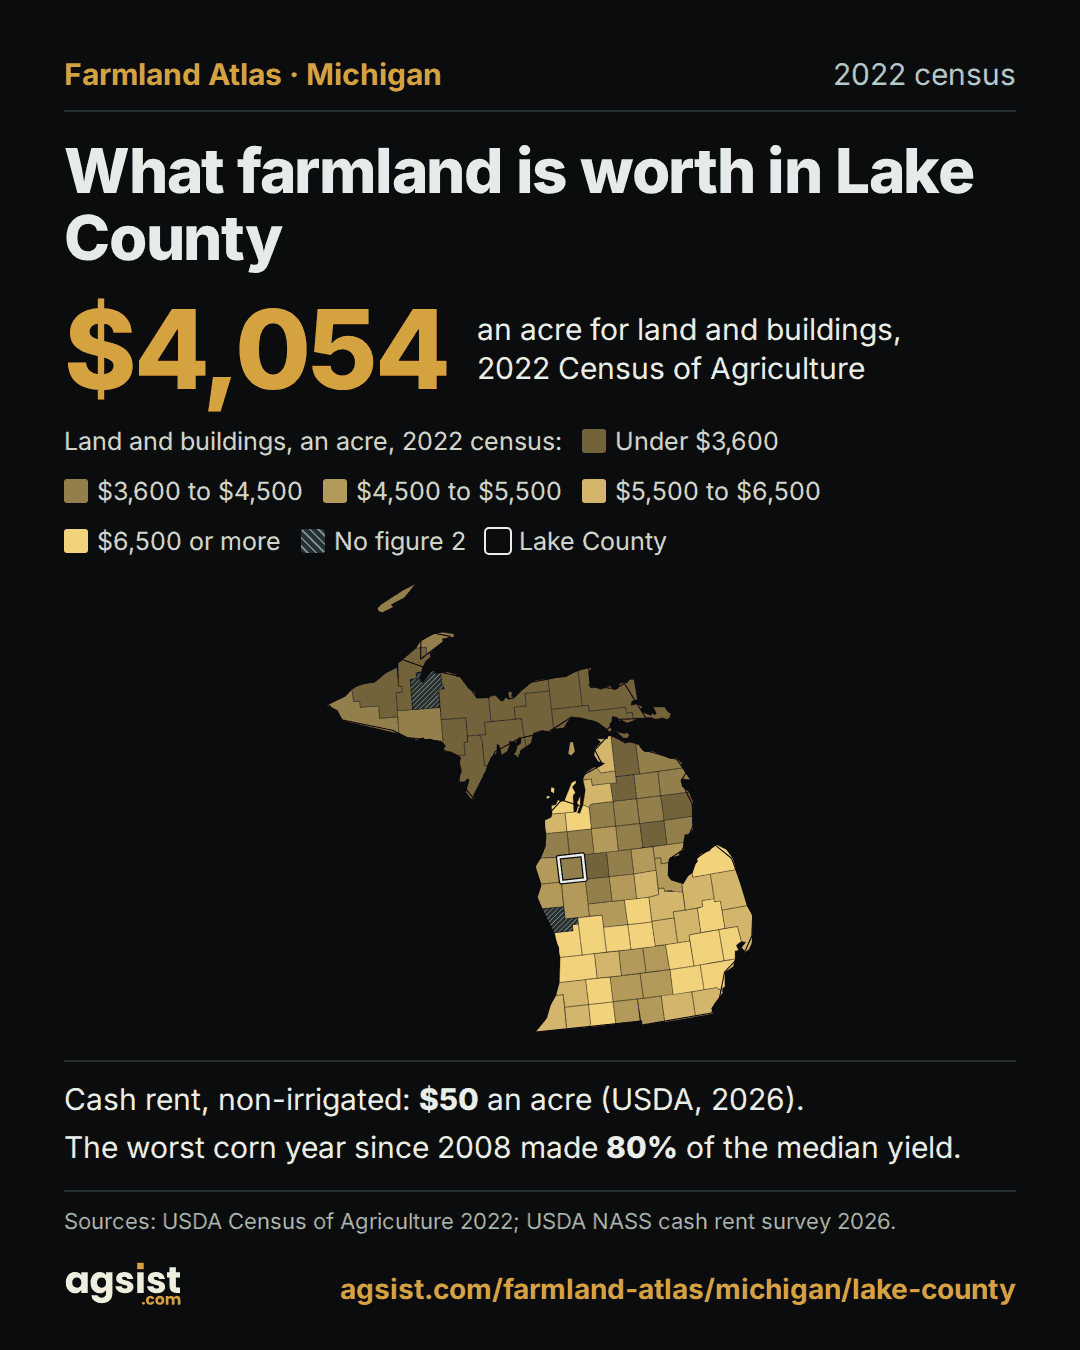 Farmland Atlas · Michigan
2022 census
What farmland is worth in Lake
County
$4,054
an acre for land and buildings,
2022 Census of Agriculture
Land and buildings, an acre, 2022 census: Under $3,600
$3,600 to $4,500 $4,500 to $5,500 $5,500 to $6,500
$6,500 or more No figure 2 Lake County
Cash rent, non-irrigated: $50 an acre (USDA, 2026).
The worst corn year since 2008 made 80% of the median yield.
Sources: USDA Census of Agriculture 2022; USDA NASS cash rent survey 2026.
agsist
.com
agsist.com/farmland-atlas/michigan/lake-county